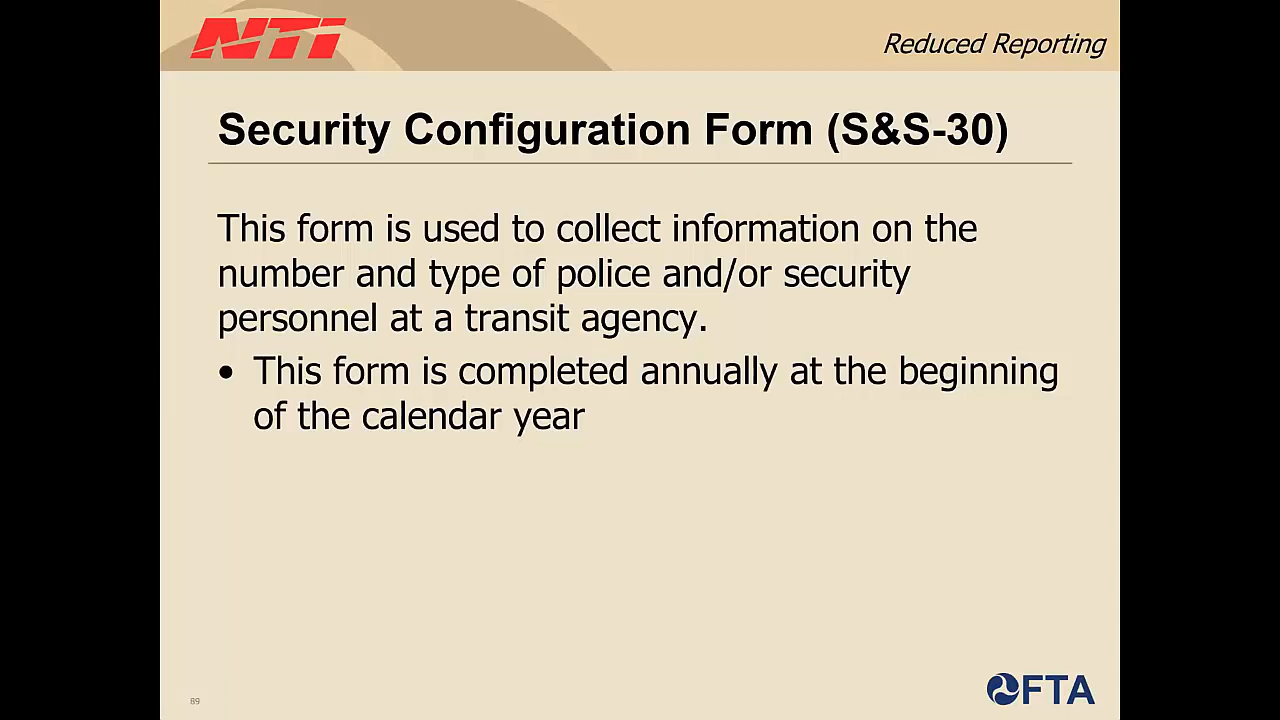 NTi
Reduced Reporting
Security Configuration Form (S&S-30)
This form is used to collect information on the
number and type of police and/or security
personnel at a transit agency.
• This form is completed annually at the beginning
of the calendar year
89
FTA